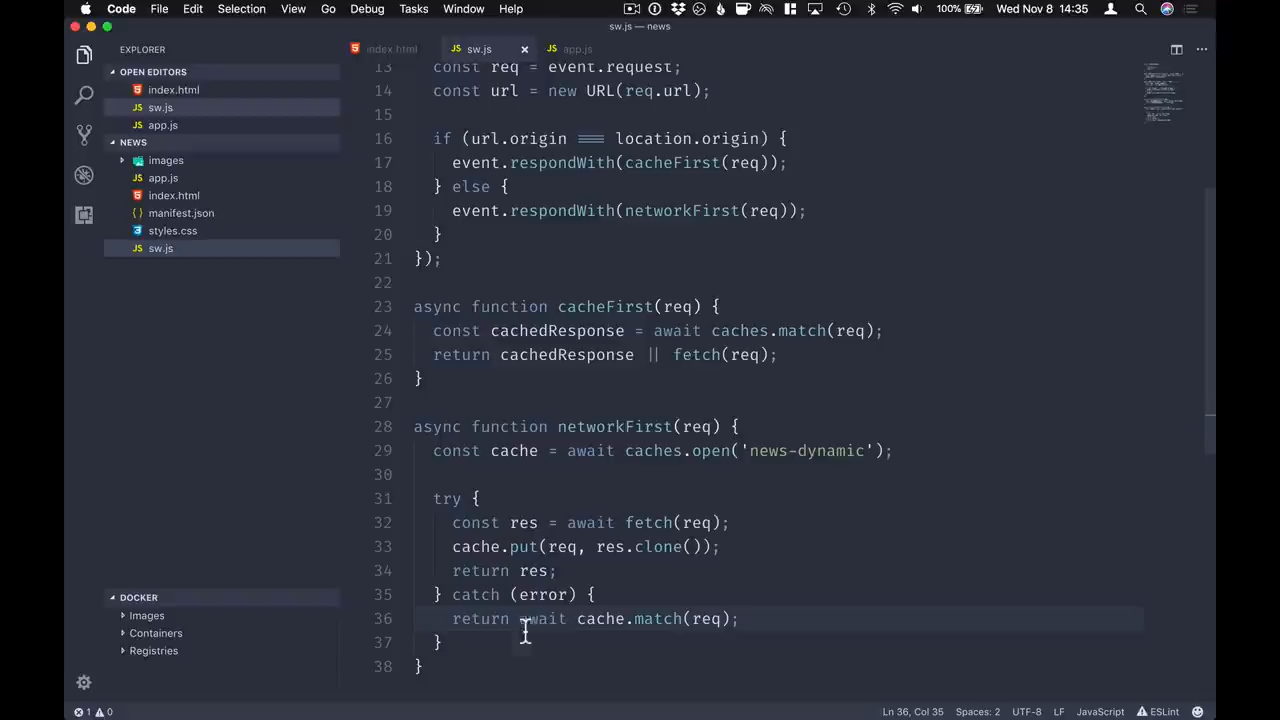 Code File Edit Selection View Go Debug Tasks Window Help 100% Wed Nov 8 14:35
sw.js — news
EXPLORER
OPEN EDITORS
index.html
sw.js
app.js
NEWS
images
app.js
index.html
manifest.json
styles.css
sw.js
DOCKER
Images
Containers
Registries
index.html JS sw.js × JS app.js
13 const req = event.request;
14 const url = new URL(req.url);
15
16 if (url.origin === location.origin) {
17 event.respondWith(cacheFirst(req));
18 } else {
19 event.respondWith(networkFirst(req));
20 }
21 });
22
23 async function cacheFirst(req) {
24 const cachedResponse = await caches.match(req);
25 return cachedResponse || fetch(req);
26 }
27
28 async function networkFirst(req) {
29 const cache = await caches.open('news-dynamic');
30
31 try {
32 const res = await fetch(req);
33 cache.put(req, res.clone());
34 return res;
35 } catch (error) {
36 return await cache.match(req);
37 }
38 }
1 0 Ln 36, Col 35 Spaces: 2 UTF-8 LF JavaScript ESLint